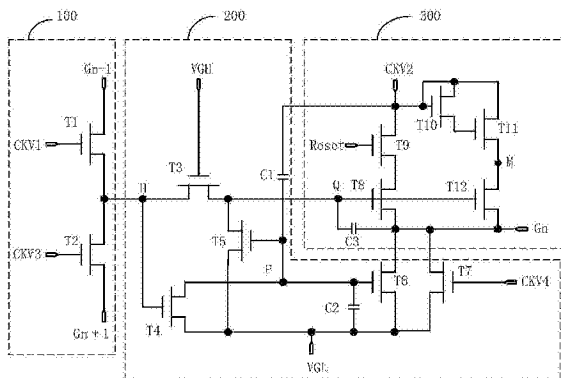 100
200
300
Gn-1
VGH
CKV2
T1
T10
T11
CKV1
Reset
T9
T3
C1
M
H
Q
T8
T12
T2
C3
Gn
CKV3
T5
P
T6
T7
CKV4
Gn+1
T4
C2
VGL